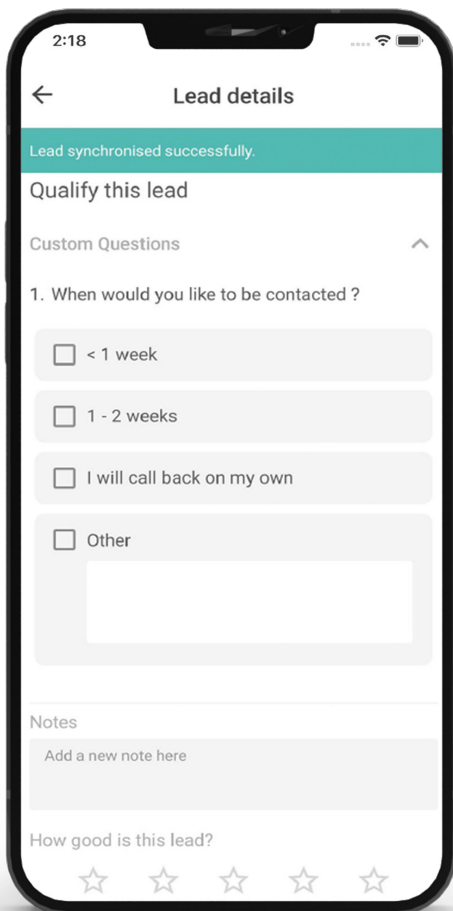 2:18
Lead details
Lead synchronised successfully.
Qualify this lead
Custom Questions
1. When would you like to be contacted ?
< 1 week
1 - 2 weeks
I will call back on my own
Other
Notes
Add a new note here
How good is this lead?